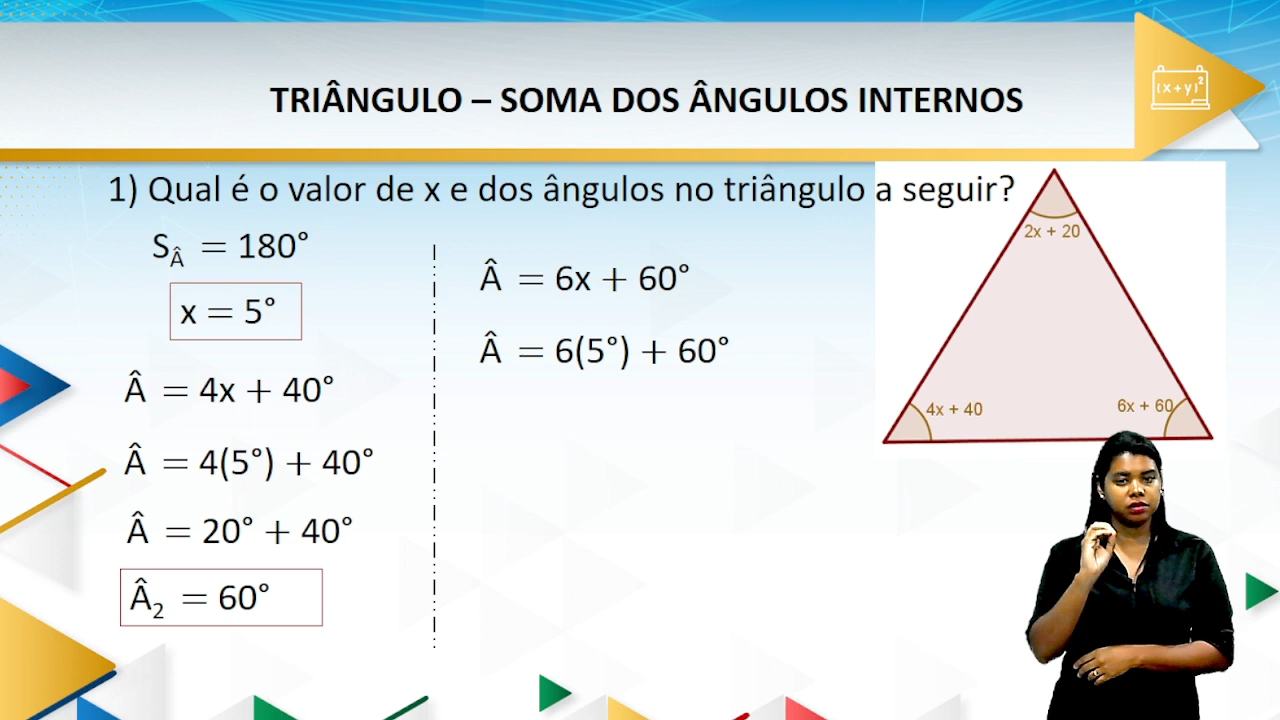 TRIÂNGULO – SOMA DOS ÂNGULOS INTERNOS
(x+y)²
1) Qual é o valor de x e dos ângulos no triângulo a seguir?
S_Â = 180°
x = 5°
Â = 4x + 40°
Â = 4(5°) + 40°
Â = 20° + 40°
Â₂ = 60°
Â = 6x + 60°
Â = 6(5°) + 60°
2x + 20
4x + 40
6x + 60